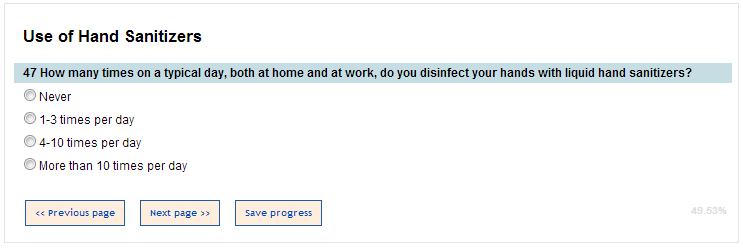 Use of Hand Sanitizers
47 How many times on a typical day, both at home and at work, do you disinfect your hands with liquid hand sanitizers?
Never
1-3 times per day
4-10 times per day
More than 10 times per day
<< Previous page Next page >> Save progress 49.53%